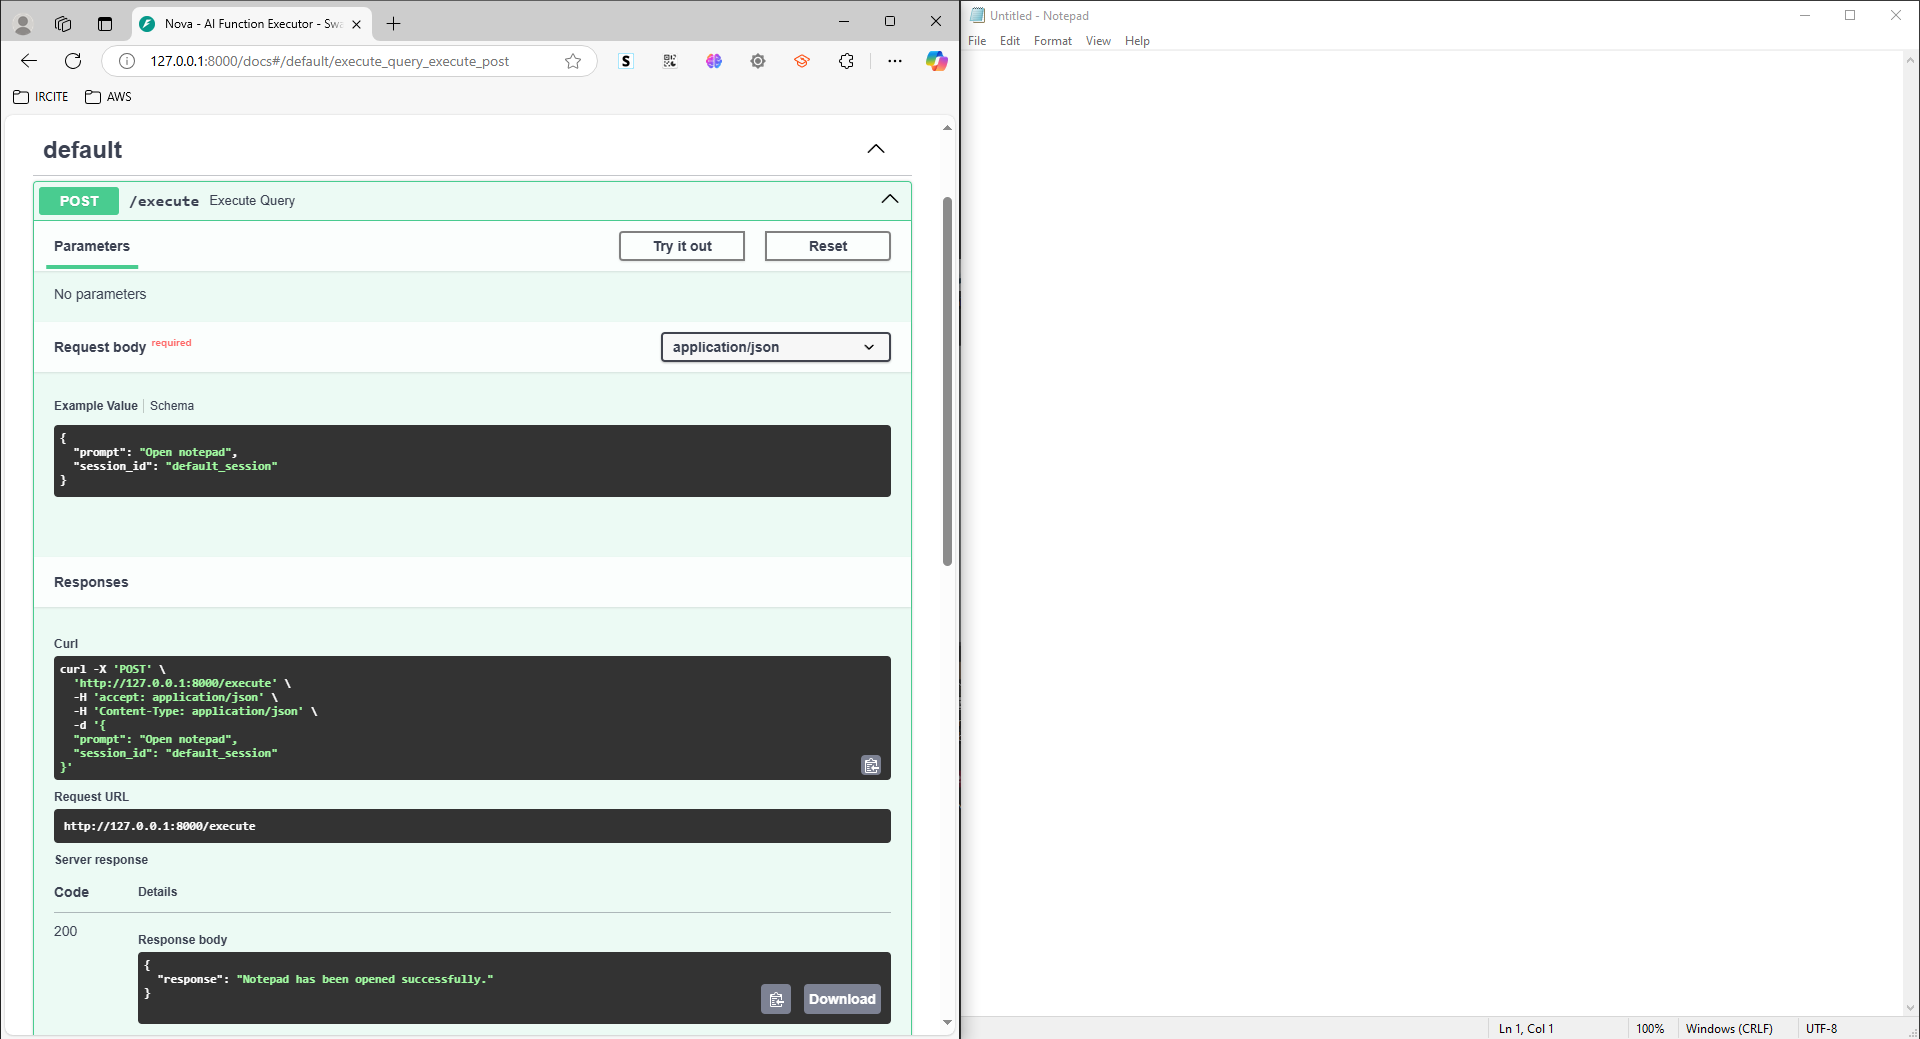 Nova - AI Function Executor - Swa
127.0.0.1:8000/docs#/default/execute_query_execute_post
S
IRCITE
AWS
default
POST /execute Execute Query
Parameters
Try it out
Reset
No parameters
Request body required
application/json
Example Value
Schema
{
  "prompt": "Open notepad",
  "session_id": "default_session"
}
Responses
Curl
curl -X 'POST' \
  'http://127.0.0.1:8000/execute' \
  -H 'accept: application/json' \
  -H 'Content-Type: application/json' \
  -d '{
  "prompt": "Open notepad",
  "session_id": "default_session"
}'
Request URL
http://127.0.0.1:8000/execute
Server response
Code Details
200
Response body
{
  "response": "Notepad has been opened successfully."
}
Download
Untitled - Notepad
File Edit Format View Help
Ln 1, Col 1
100%
Windows (CRLF)
UTF-8